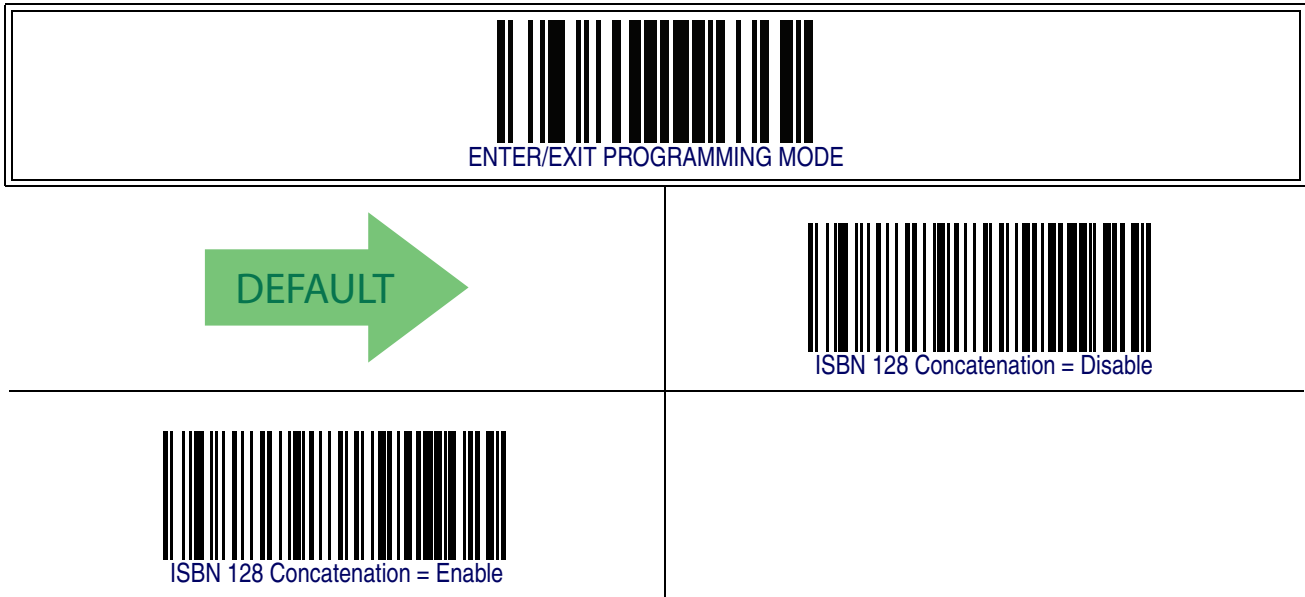 ENTER/EXIT PROGRAMMING MODE
DEFAULT
ISBN 128 Concatenation = Disable
ISBN 128 Concatenation = Enable